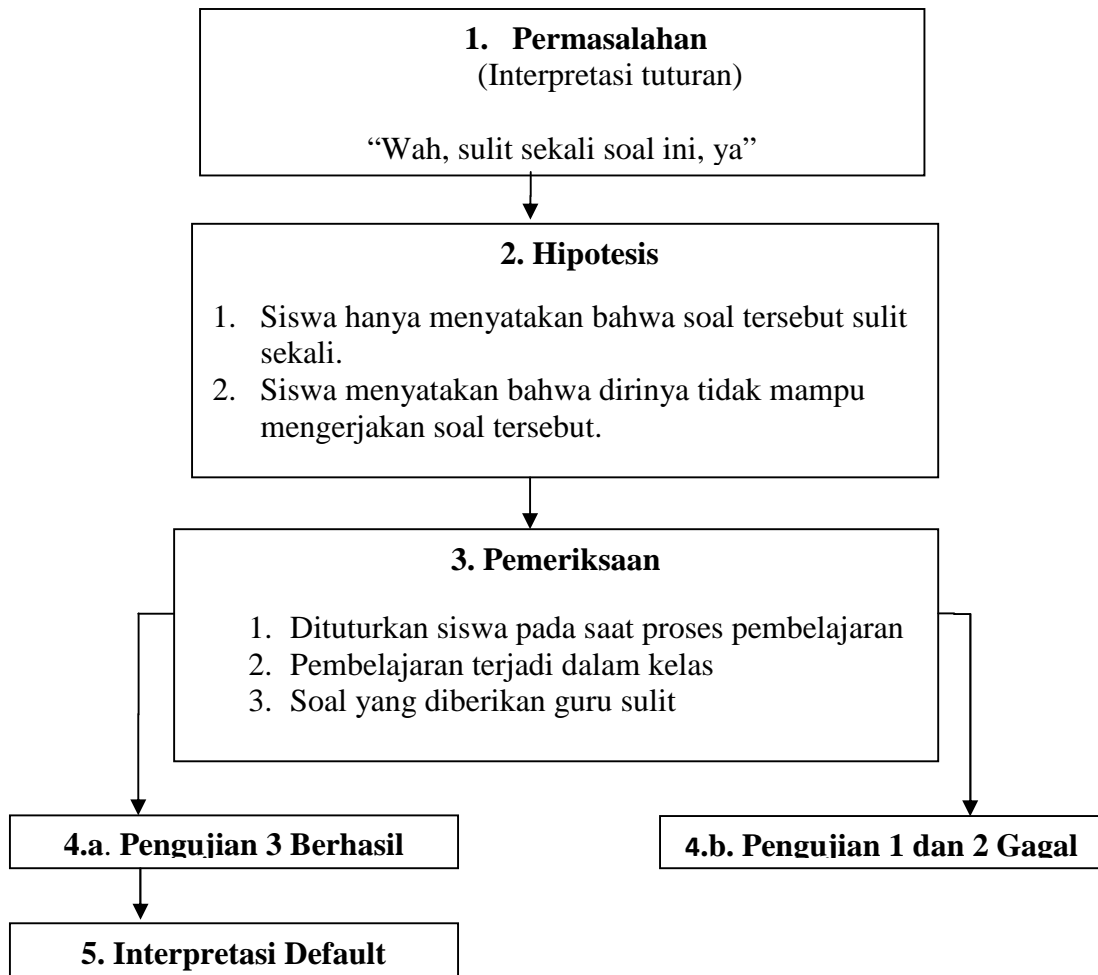 1. Permasalahan
(Interpretasi tuturan)
“Wah, sulit sekali soal ini, ya”
2. Hipotesis
1. Siswa hanya menyatakan bahwa soal tersebut sulit
sekali.
2. Siswa menyatakan bahwa dirinya tidak mampu
mengerjakan soal tersebut.
3. Pemeriksaan
1. Dituturkan siswa pada saat proses pembelajaran
2. Pembelajaran terjadi dalam kelas
3. Soal yang diberikan guru sulit
4.a. Pengujian 3 Berhasil
4.b. Pengujian 1 dan 2 Gagal
5. Interpretasi Default